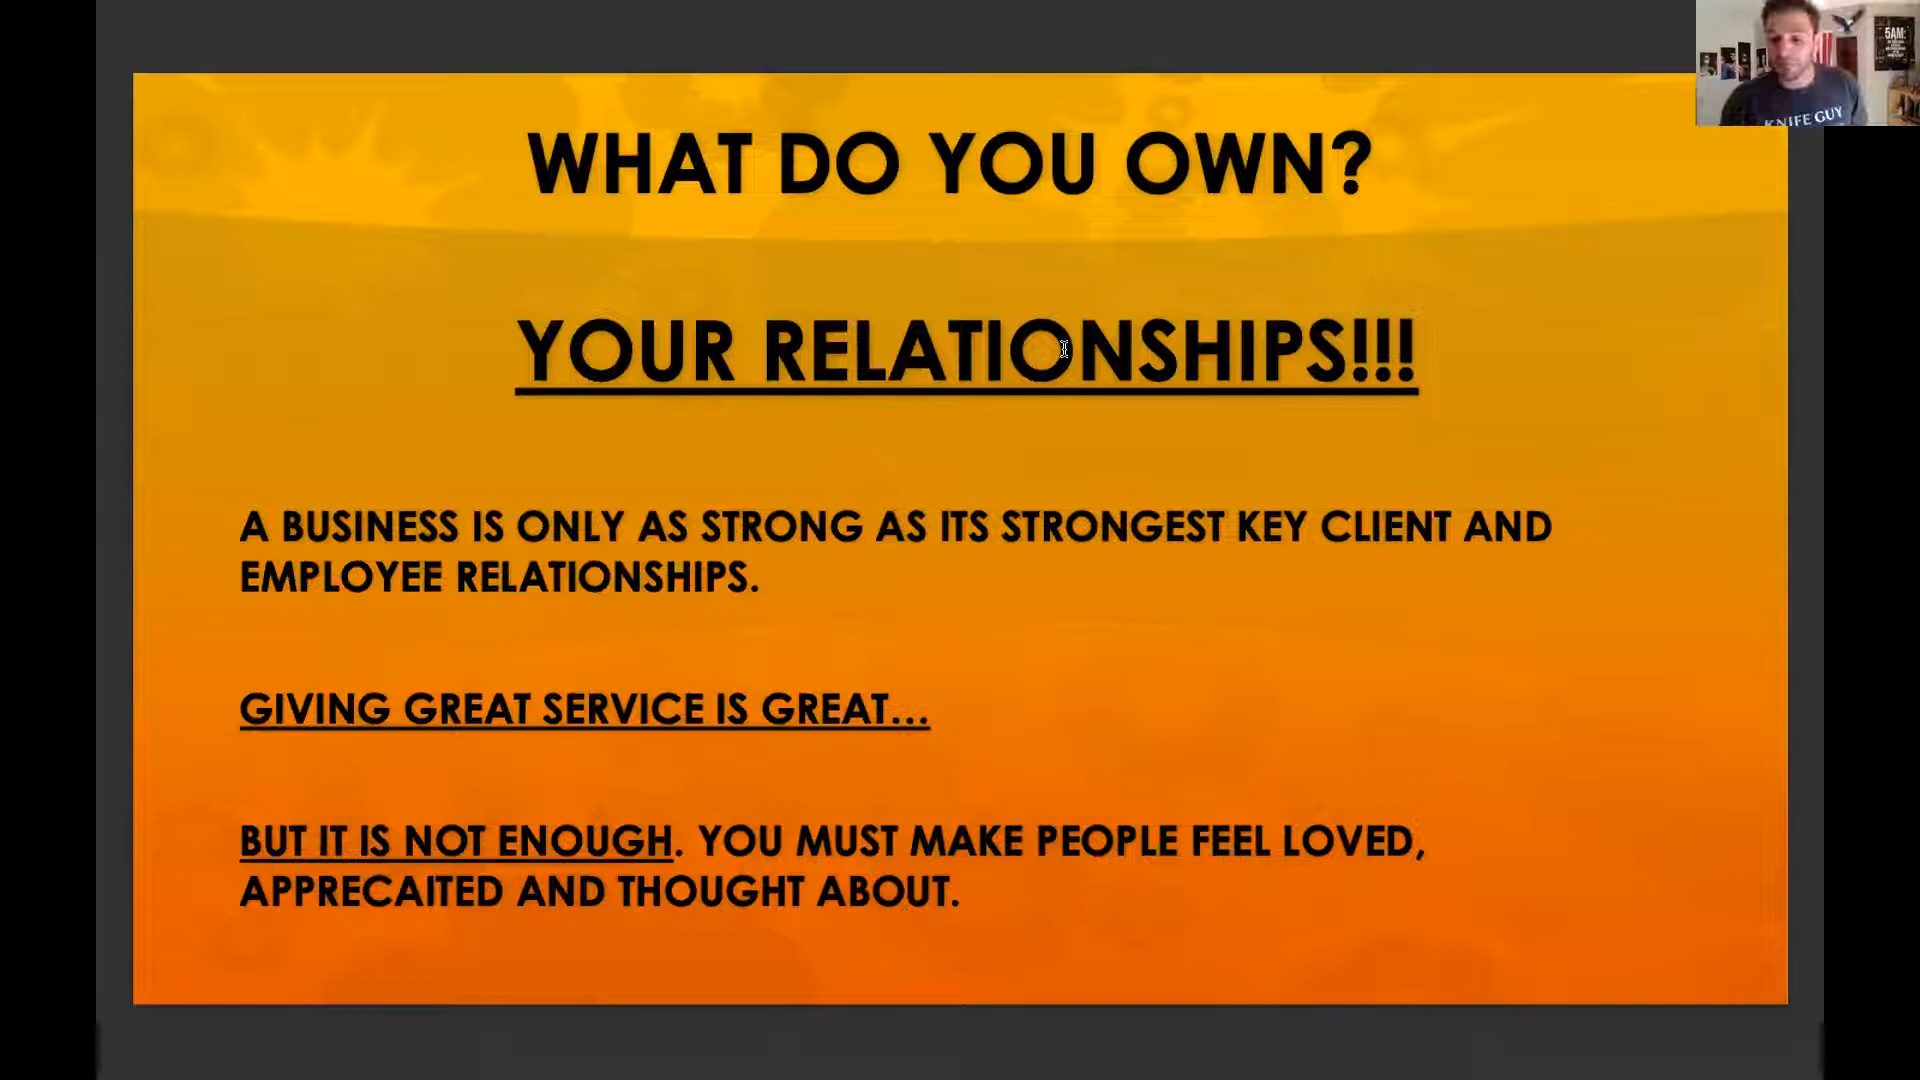 WHAT DO YOU OWN?
YOUR RELATIONSHIPS!!!
A BUSINESS IS ONLY AS STRONG AS ITS STRONGEST KEY CLIENT AND
EMPLOYEE RELATIONSHIPS.
GIVING GREAT SERVICE IS GREAT...
BUT IT IS NOT ENOUGH. YOU MUST MAKE PEOPLE FEEL LOVED,
APPRECAITED AND THOUGHT ABOUT.
5AM:
KNIFE GUY